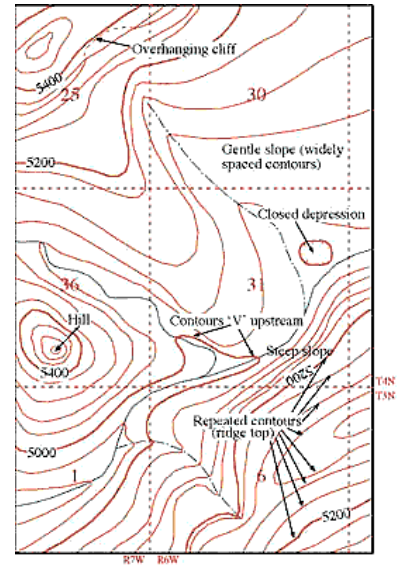 Overhanging cliff
5400
25
30
Gentle slope (widely
spaced contours)
5200
Closed depression
36
31
Hill
Contours "V" upstream
Steep slope
5400
5200
T4N
T3N
Repeated contours
(ridge top)
5000
1
6
5200
R7W R6W